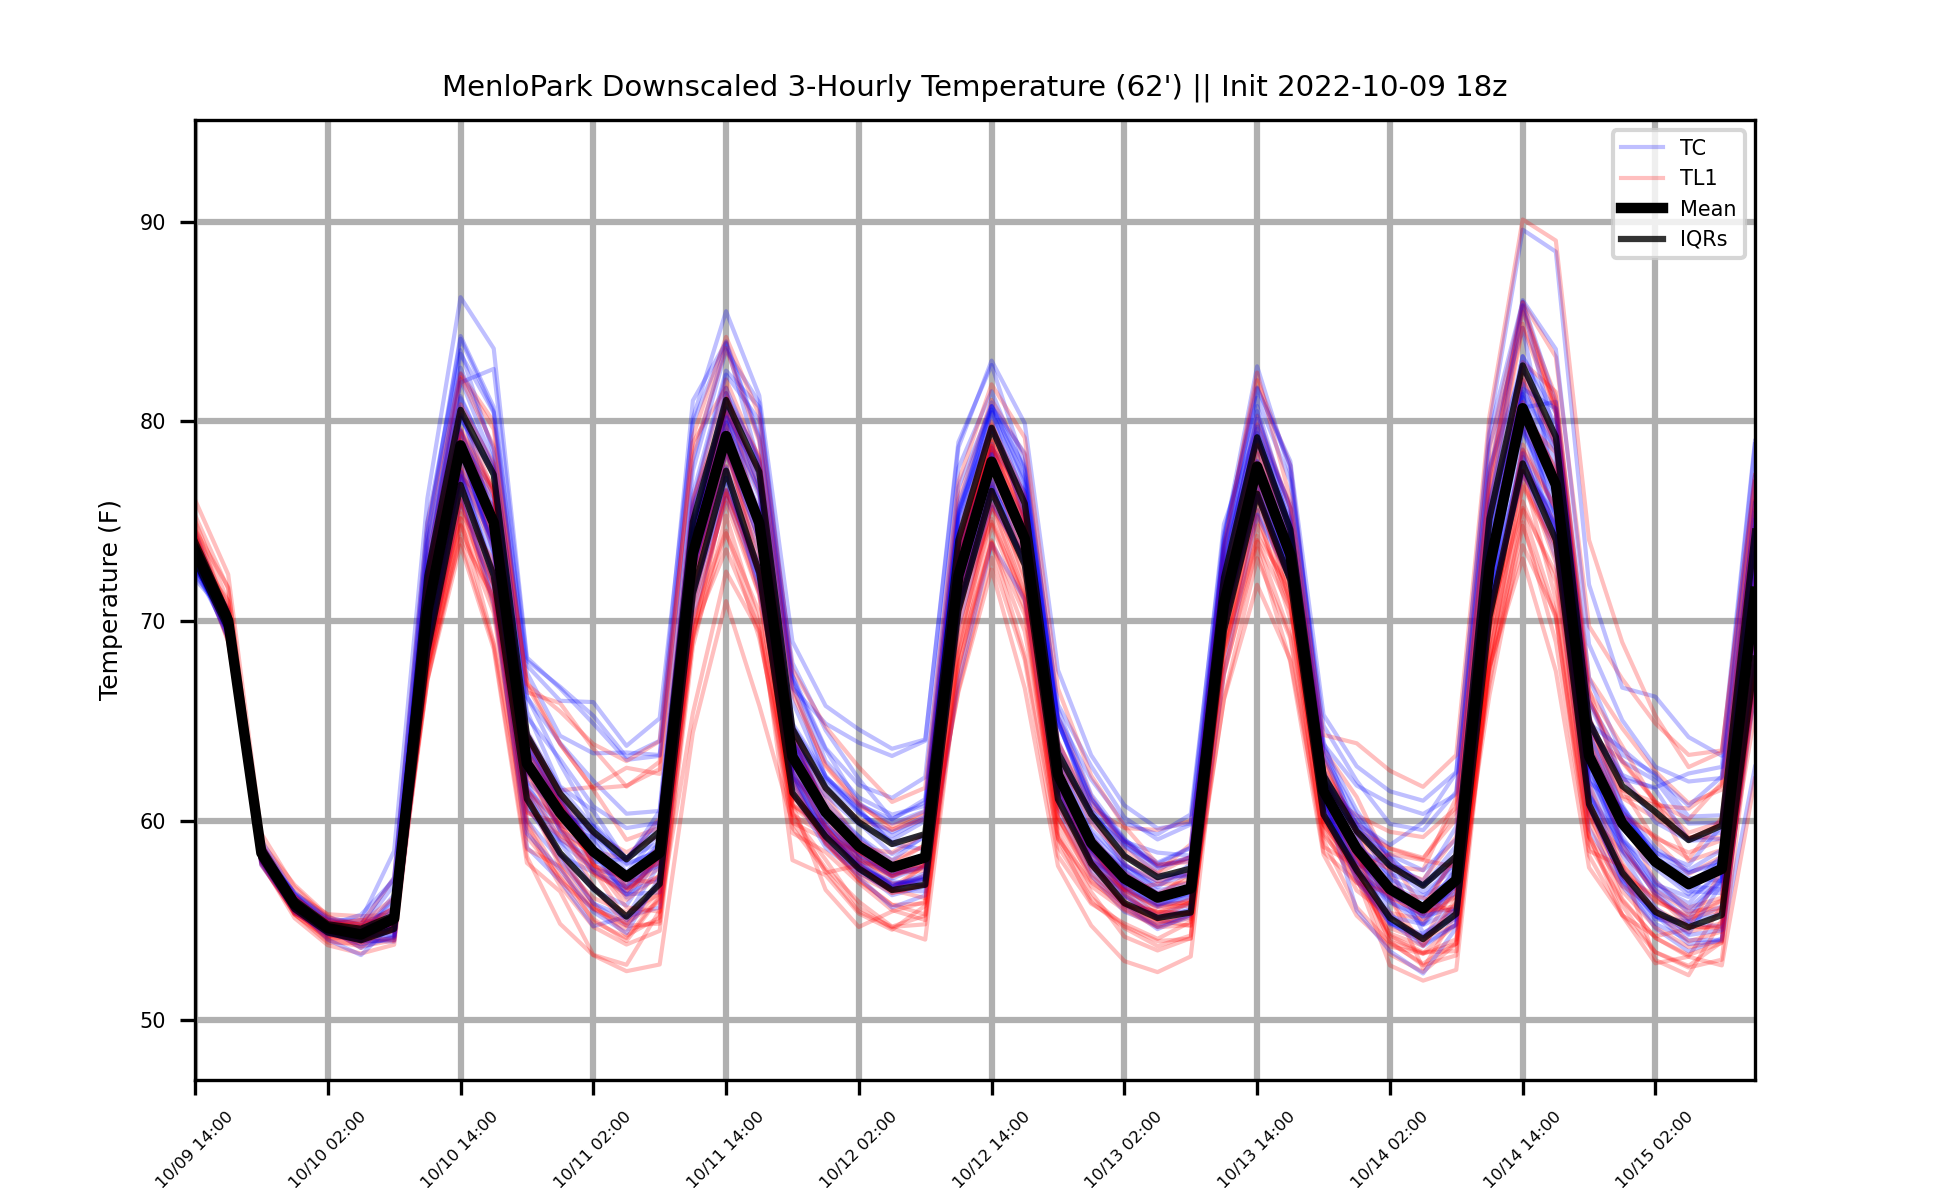 MenloPark Downscaled 3-Hourly Temperature (62') || Init 2022-10-09 18z
TC
TL1
Mean
IQRs
Temperature (F)
90
80
70
60
50
10/09 14:00
10/10 02:00
10/10 14:00
10/11 02:00
10/11 14:00
10/12 02:00
10/12 14:00
10/13 02:00
10/13 14:00
10/14 02:00
10/14 14:00
10/15 02:00